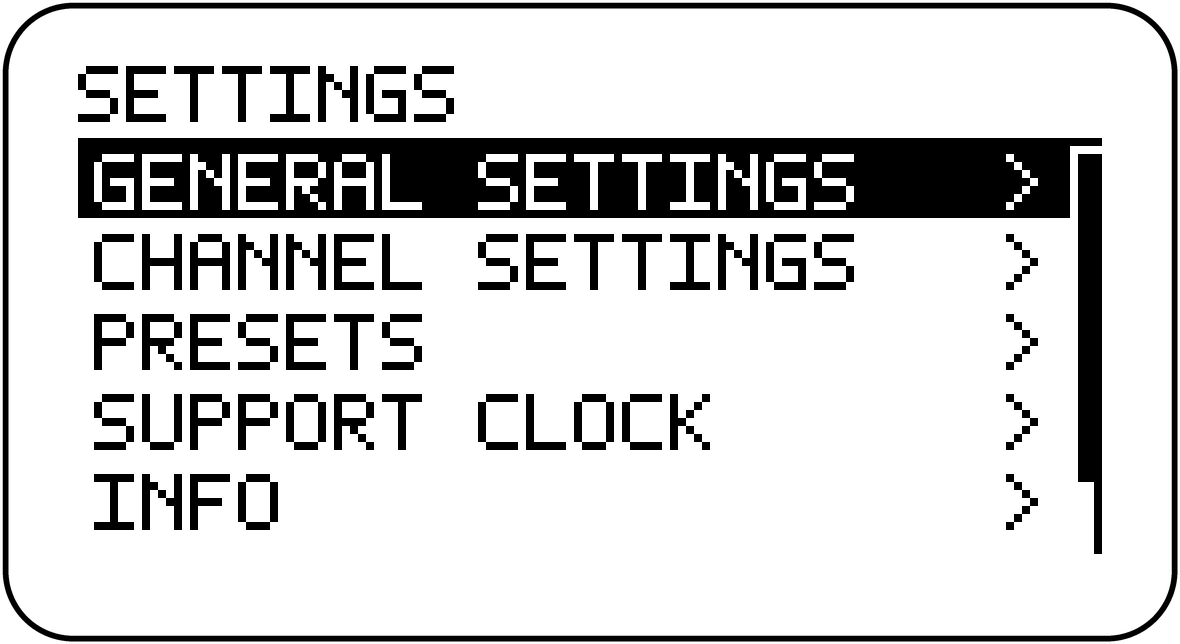 SETTINGS
GENERAL SETTINGS >
CHANNEL SETTINGS >
PRESETS >
SUPPORT CLOCK >
INFO >